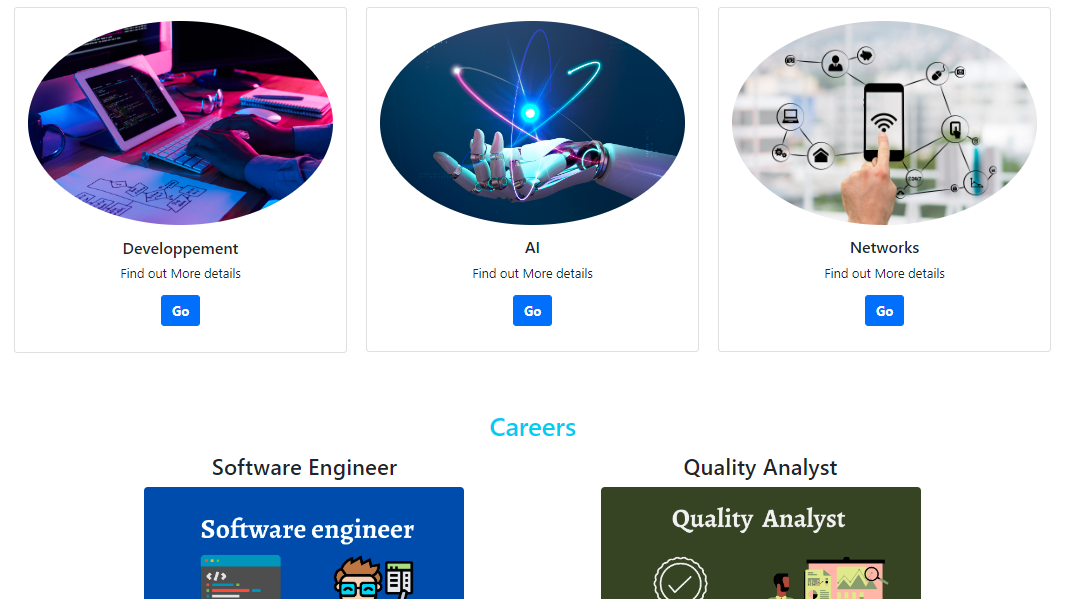 Developpement
Find out More details
Go
AI
Find out More details
Go
Networks
Find out More details
Go
Careers
Software Engineer
Quality Analyst
Software engineer
</>
Quality Analyst